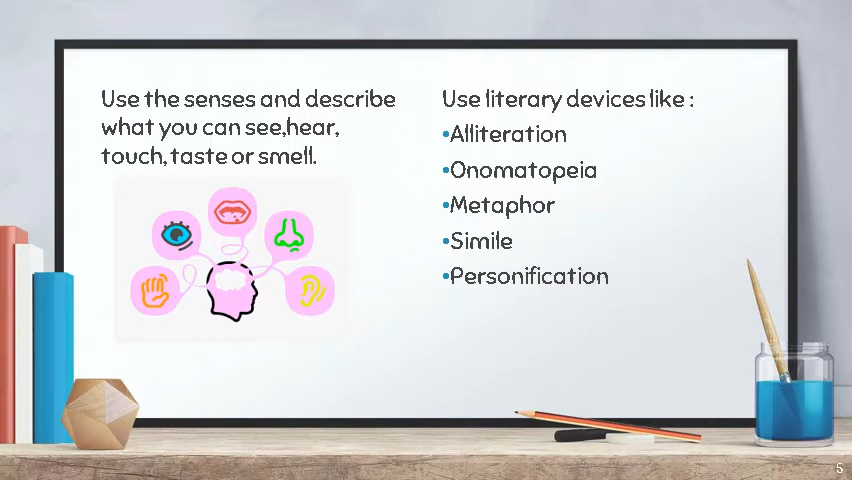 Use the senses and describe
what you can see,hear,
touch, taste or smell.
Use literary devices like :
•Alliteration
•Onomatopeia
•Metaphor
•Simile
•Personification
5